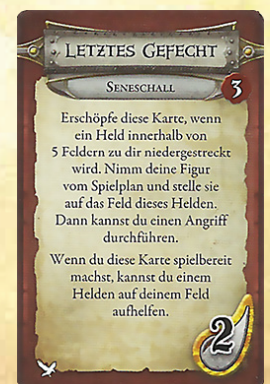 Letztes Gefecht
Seneschall
3
Erschöpfe diese Karte, wenn
ein Held innerhalb von
5 Feldern zu dir niedergestreckt
wird. Nimm deine Figur
vom Spielplan und stelle sie
auf das Feld dieses Helden.
Dann kannst du einen Angriff
durchführen.
Wenn du diese Karte spielbereit
machst, kannst du einem
Helden auf deinem Feld
aufhelfen.
2